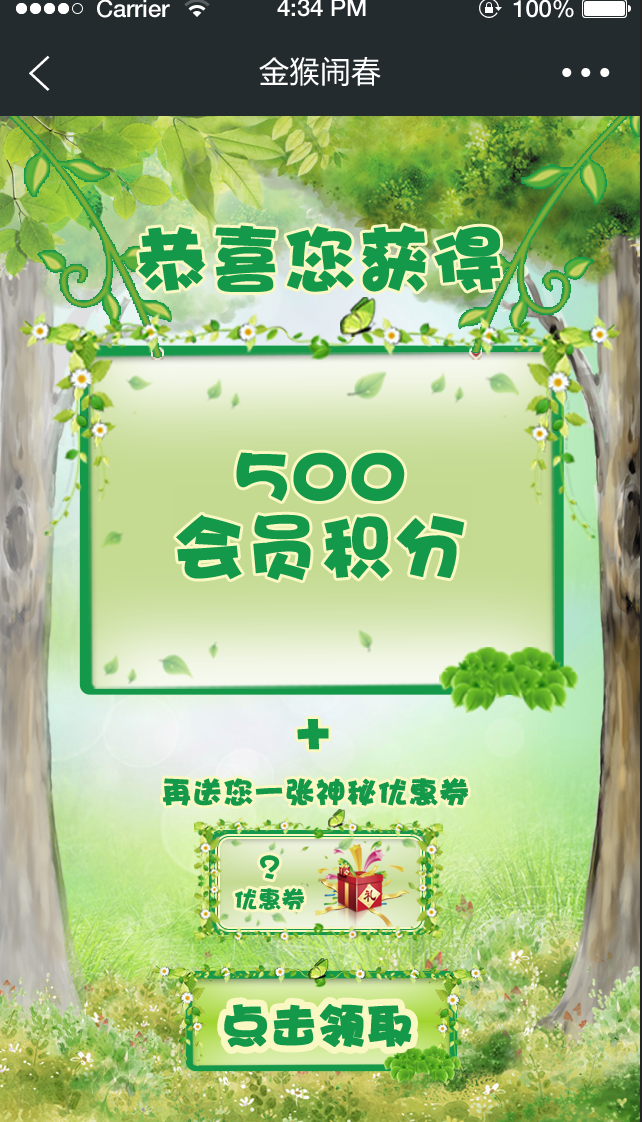 Carrier 4:34 PM 100%
金猴闹春
恭喜您获得
500
会员积分
+
再送您一张神秘优惠券
?
优惠券
礼
点击领取